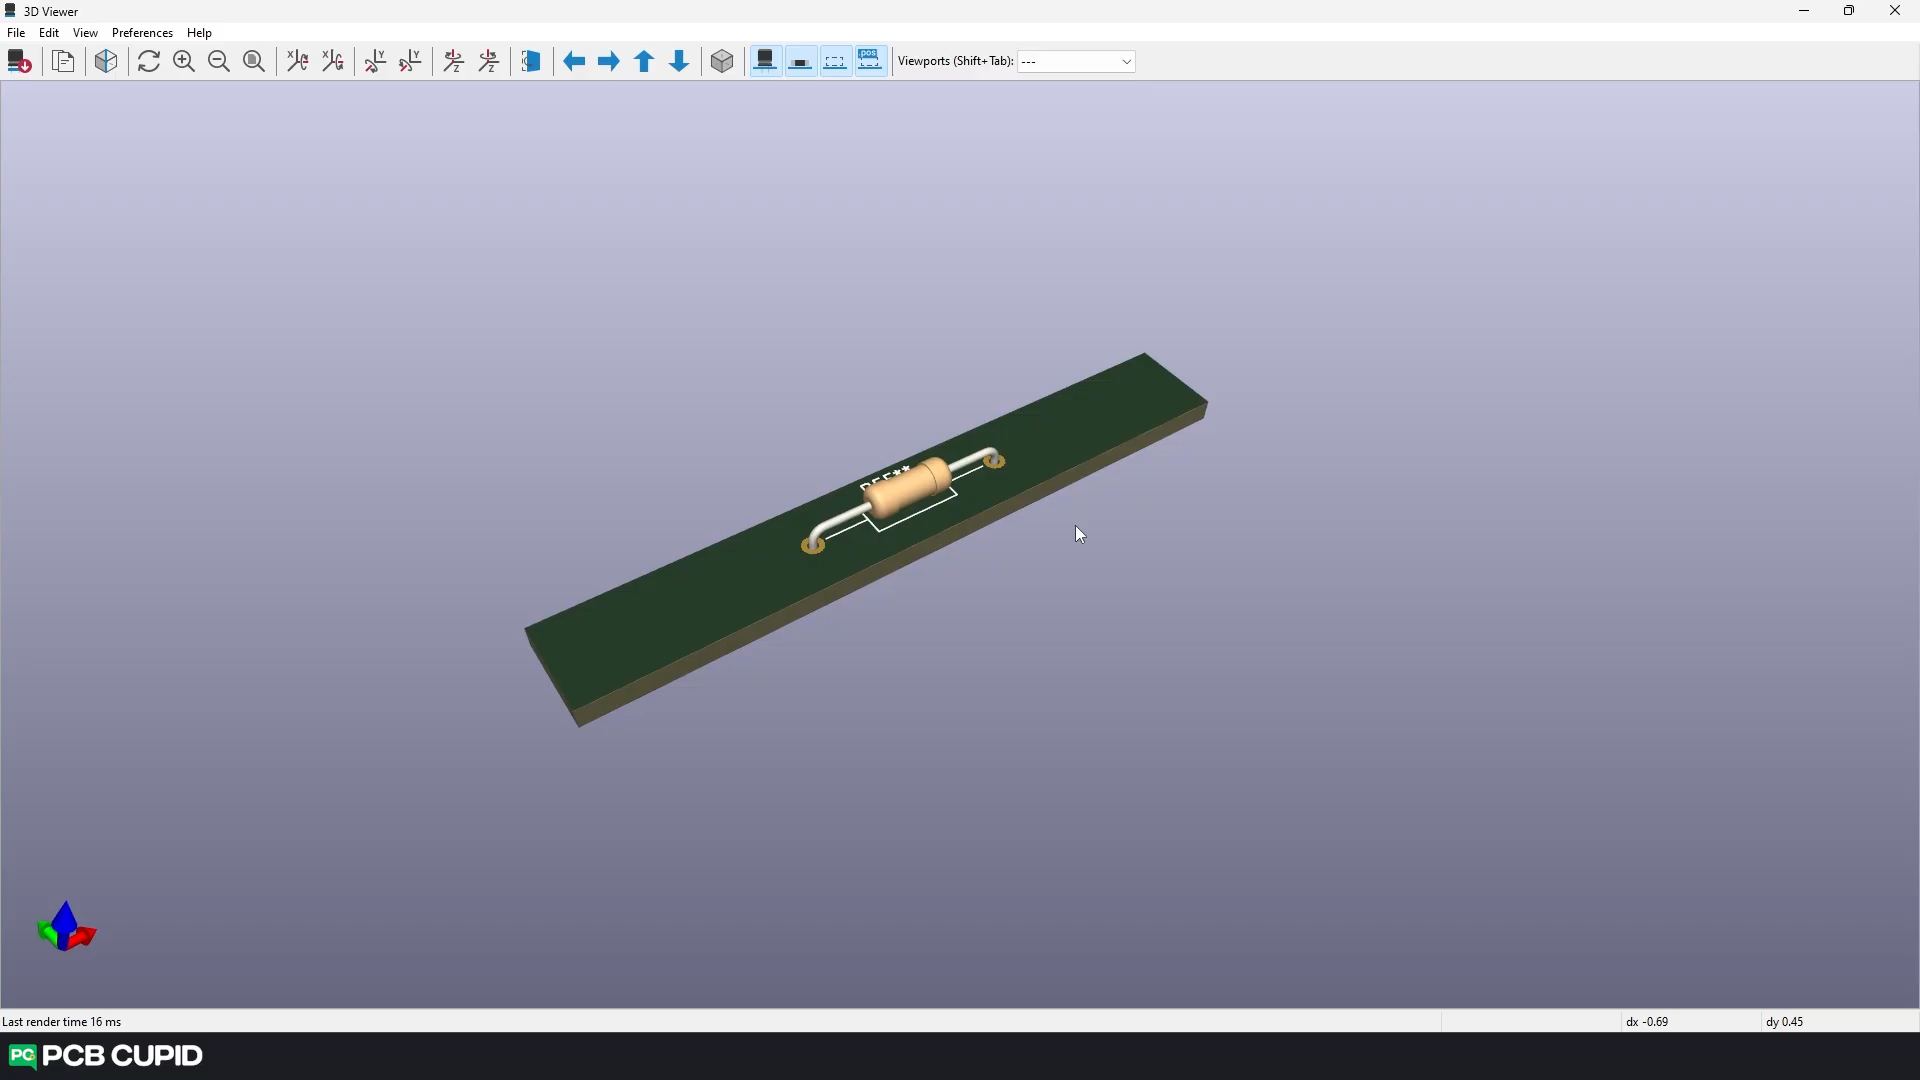 3D Viewer
File Edit View Preferences Help
Viewports (Shift+Tab): ---
REF**
Last render time 16 ms
dx -0.69
dy 0.45
PCB CUPID